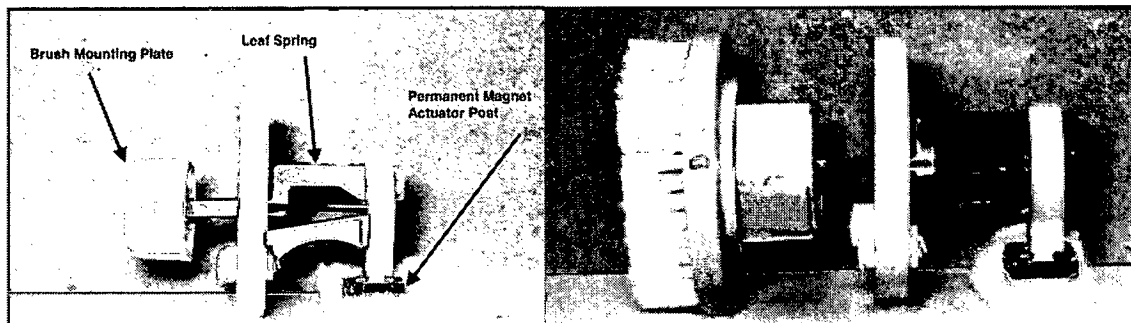 Leaf Spring
Brush Mounting Plate
Permanent Magnet
Actuator Post